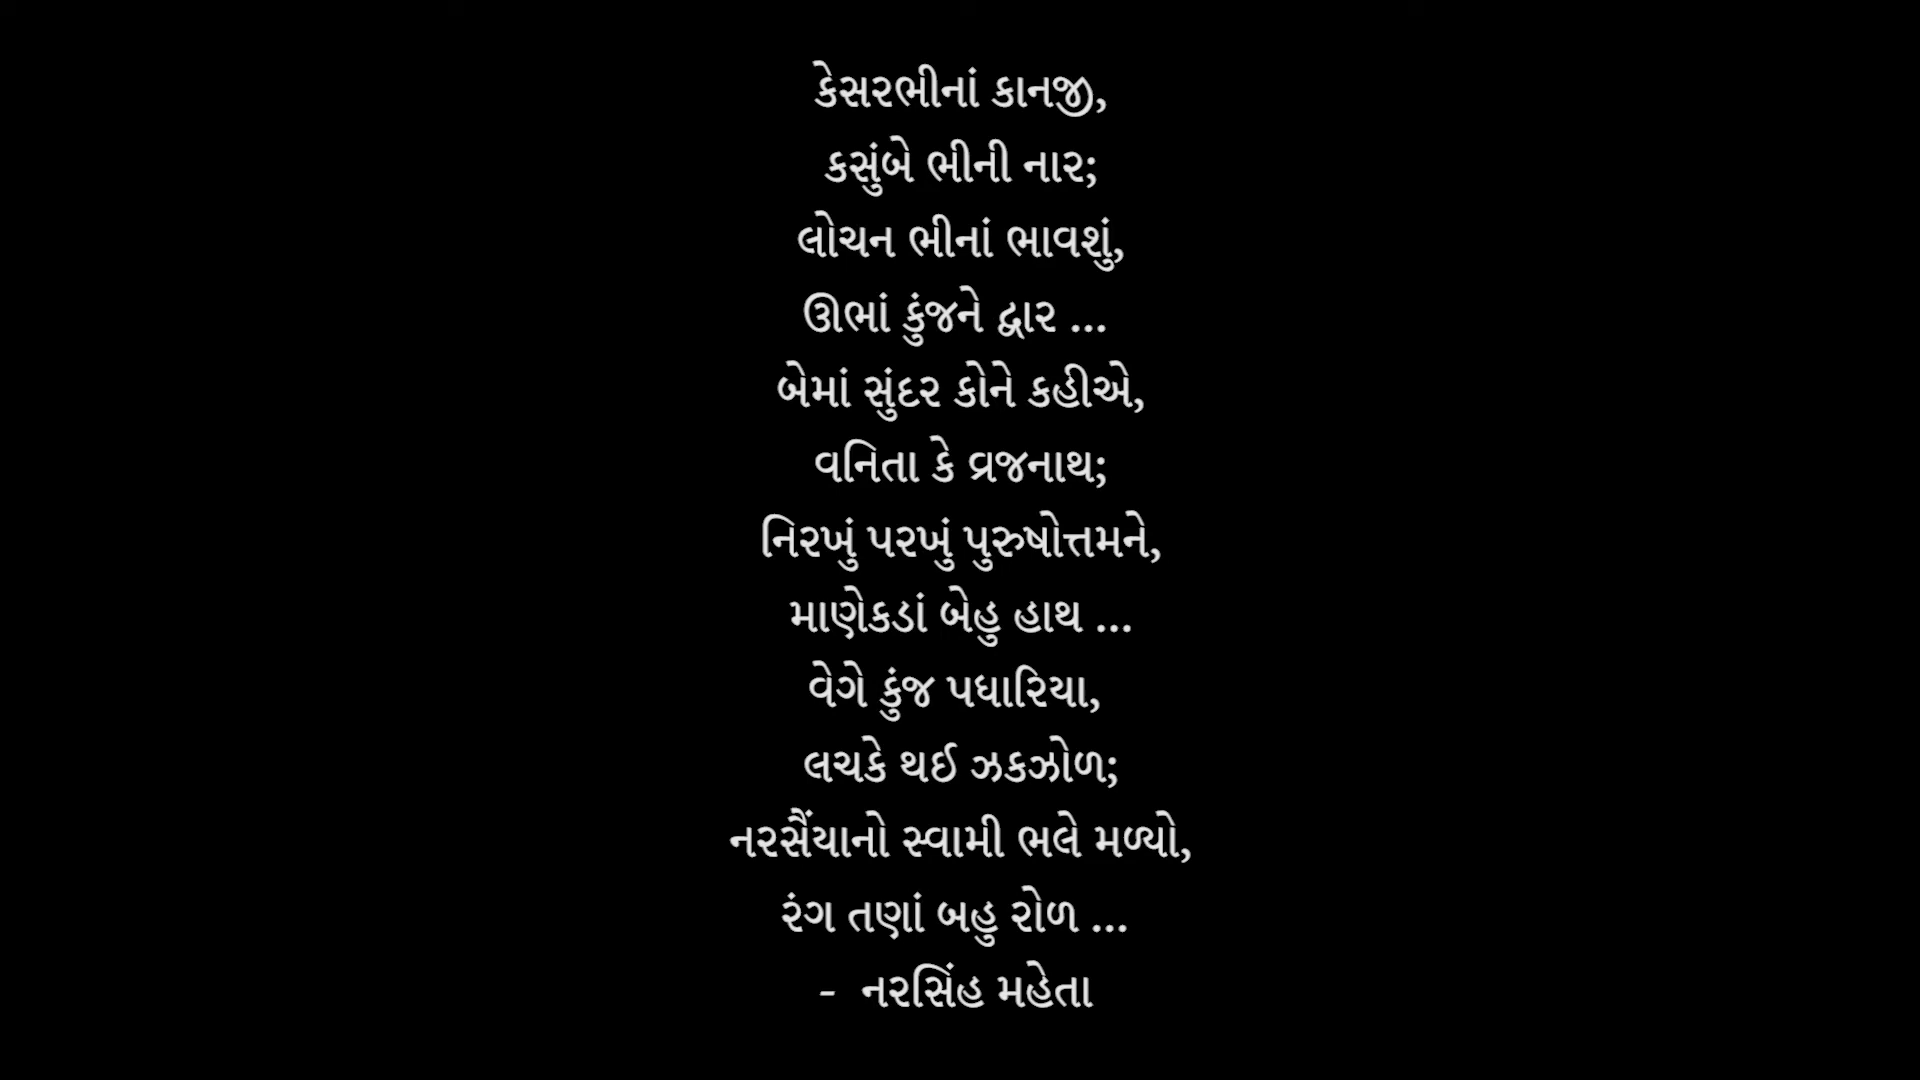 કેસરભીનાં કાનજી,
કસુંબે ભીની નાર;
લોચન ભીનાં ભાવશું,
ઊભાં કુંજને દ્વાર ...
બેમાં સુંદર કોને કહીએ,
વનિતા કે વ્રજનાથ;
નિરખું પરખું પુરુષોત્તમને,
માણેકડાં બેહુ હાથ ...
વેગે કુંજ પધારિયા,
લચકે થઈ ઝકઝોળ;
નરસૈંયાનો સ્વામી ભલે મળ્યો,
રંગ તણાં બહુ રોળ ...
- નરસિંહ મહેતા